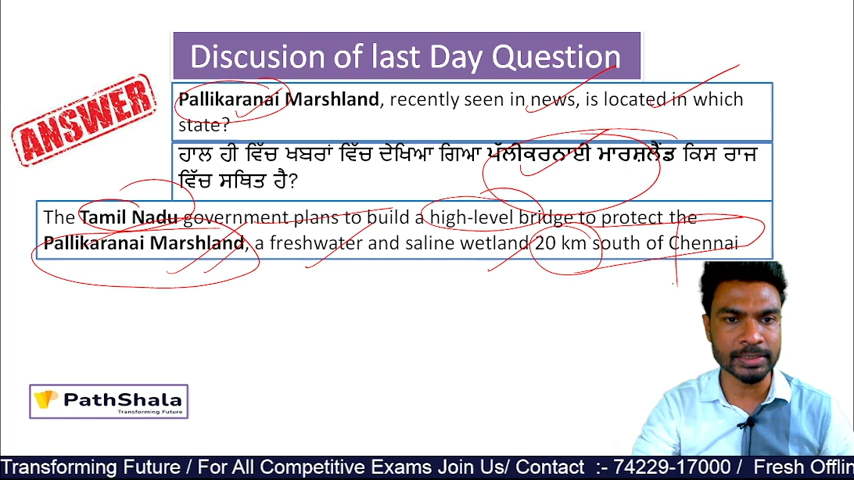 Discusion of last Day Question
ANSWER
Pallikaranai Marshland, recently seen in news, is located in which
state?
ਹਾਲ ਹੀ ਵਿੱਚ ਖਬਰਾਂ ਵਿੱਚ ਦੇਖਿਆ ਗਿਆ ਪੱਲੀਕਰਨਾਈ ਮਾਰਸ਼ਲੈਂਡ ਕਿਸ ਰਾਜ
ਵਿੱਚ ਸਥਿਤ ਹੈ?
The Tamil Nadu government plans to build a high-level bridge to protect the
Pallikaranai Marshland, a freshwater and saline wetland 20 km south of Chennai
PathShala
Transforming Future
Transforming Future / For All Competitive Exams Join Us/ Contact :- 74229-17000 / Fresh Offlin